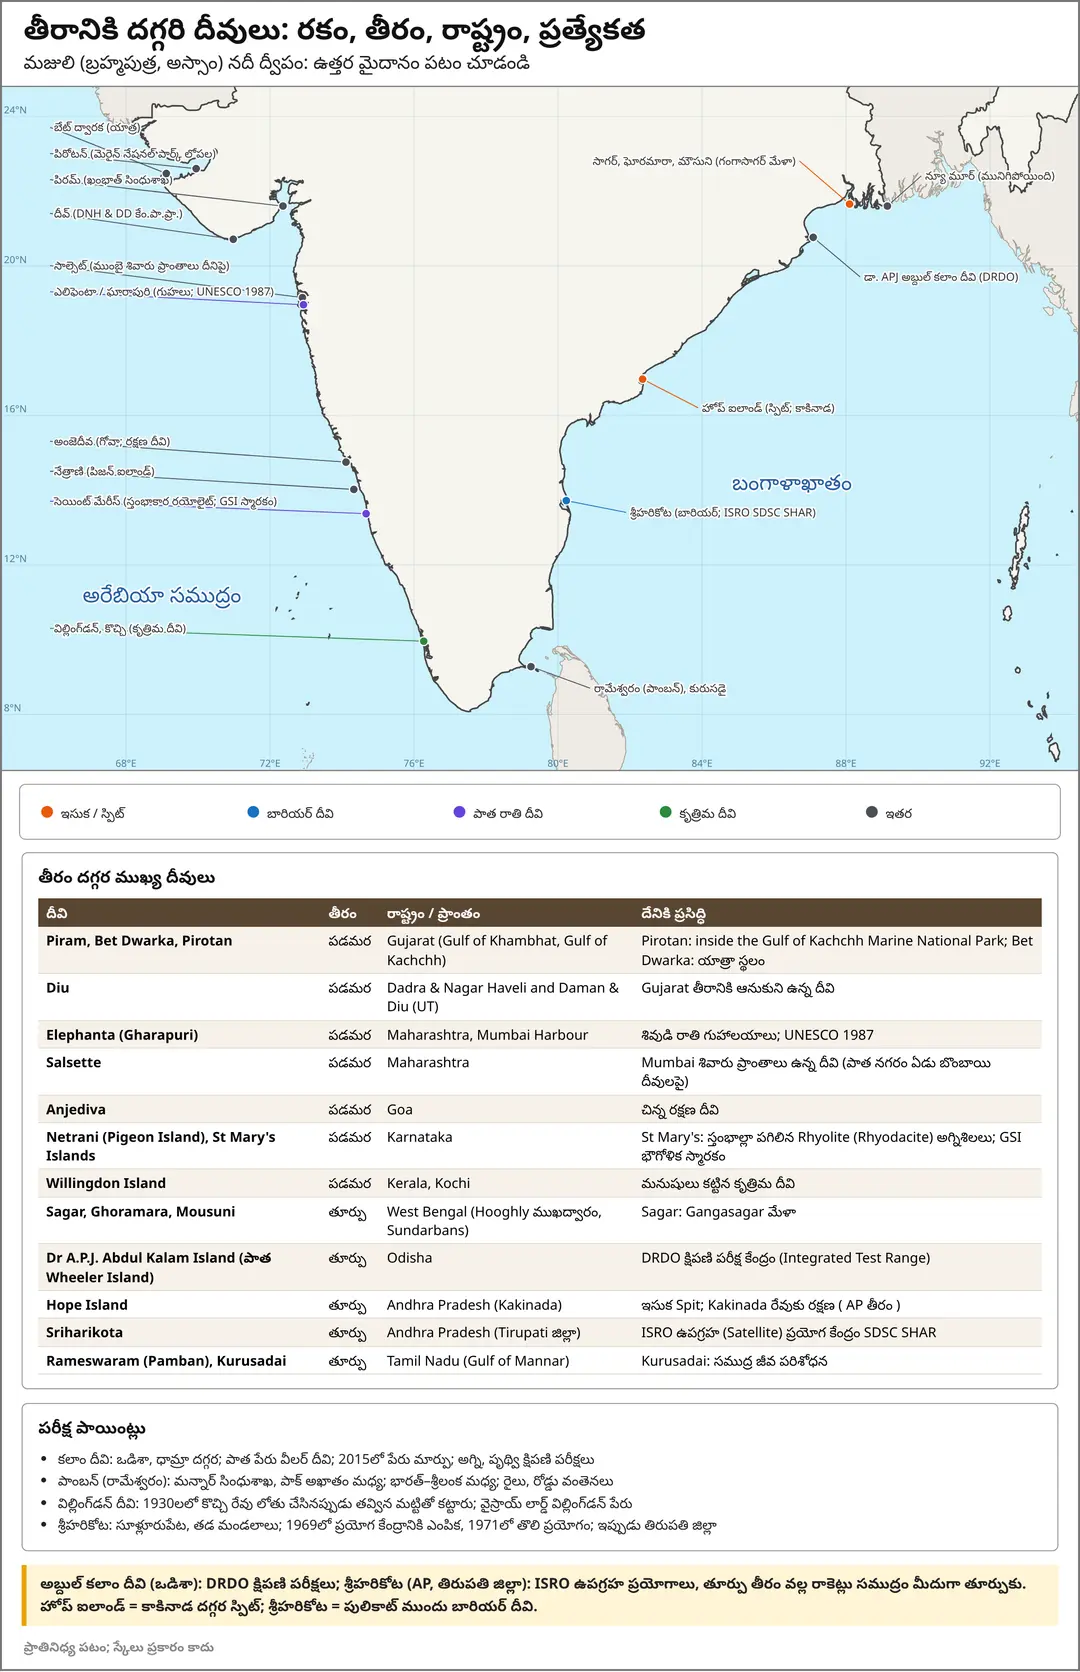 తీరానికి దగ్గరి దీవులు: రకం, తీరం, రాష్ట్రం, ప్రత్యేకత
మజులి (బ్రహ్మపుత్ర, అస్సాం) నదీ ద్వీపం: ఉత్తర మైదానం పటం చూడండి
24°N
బేట్ ద్వారక (యాత్ర)
పిరోటన్ (మెరైన్ నేషనల్ పార్క్ లోపల)
పిరమ్ (ఖంభాత్ సింధుశాఖ)
దీవ్ (DNH & DD కేం.పా.ప్రా.)
సాగర్, ఘోరమారా, మౌసుని (గంగాసాగర్ మేళా)
న్యూ మూర్ (మునిగిపోయింది)
20°N
సాల్సెట్ (ముంబై శివారు ప్రాంతాలు దీనిపై)
ఎలిఫెంటా / ఘారాపురి (గుహలు; UNESCO 1987)
డా. APJ అబ్దుల్ కలాం దీవి (DRDO)
16°N
హోప్ ఐలాండ్ (స్పిట్; కాకినాడ)
అంజెదీవ (గోవా; రక్షణ దీవి)
నేత్రాణి (పిజన్ ఐలాండ్)
సెయింట్ మేరీస్ (స్తంభాకార రయోలైట్; GSI స్మారకం)
బంగాళాఖాతం
శ్రీహరికోట (బారియర్; ISRO SDSC SHAR)
12°N
అరేబియా సముద్రం
విల్లింగ్‌డన్, కొచ్చి (కృత్రిమ దీవి)
రామేశ్వరం (పాంబన్), కురుసడై
8°N
68°E 72°E 76°E 80°E 84°E 88°E 92°E
ఇసుక / స్పిట్ బారియర్ దీవి పాత రాతి దీవి కృత్రిమ దీవి ఇతర
తీరం దగ్గర ముఖ్య దీవులు
దీవి తీరం రాష్ట్రం / ప్రాంతం దేనికి ప్రసిద్ధి
Piram, Bet Dwarka, Pirotan పడమర Gujarat (Gulf of Khambhat, Gulf of Kachchh) Pirotan: inside the Gulf of Kachchh Marine National Park; Bet Dwarka: యాత్రా స్థలం
Diu పడమర Dadra & Nagar Haveli and Daman & Diu (UT) Gujarat తీరానికి ఆనుకుని ఉన్న దీవి
Elephanta (Gharapuri) పడమర Maharashtra, Mumbai Harbour శివుడి రాతి గుహాలయాలు; UNESCO 1987
Salsette పడమర Maharashtra Mumbai శివారు ప్రాంతాలు ఉన్న దీవి (పాత నగరం ఏడు బొంబాయి దీవులపై)
Anjediva పడమర Goa చిన్న రక్షణ దీవి
Netrani (Pigeon Island), St Mary's Islands పడమర Karnataka St Mary's: స్తంభాల్లా పగిలిన Rhyolite (Rhyodacite) అగ్నిశిలలు; GSI భౌగోళిక స్మారకం
Willingdon Island పడమర Kerala, Kochi మనుషులు కట్టిన కృత్రిమ దీవి
Sagar, Ghoramara, Mousuni తూర్పు West Bengal (Hooghly ముఖద్వారం, Sundarbans) Sagar: Gangasagar మేళా
Dr A.P.J. Abdul Kalam Island (పాత Wheeler Island) తూర్పు Odisha DRDO క్షిపణి పరీక్ష కేంద్రం (Integrated Test Range)
Hope Island తూర్పు Andhra Pradesh (Kakinada) ఇసుక Spit; Kakinada రేవుకు రక్షణ ( AP తీరం )
Sriharikota తూర్పు Andhra Pradesh (Tirupati జిల్లా) ISRO ఉపగ్రహ (Satellite) ప్రయోగ కేంద్రం SDSC SHAR
Rameswaram (Pamban), Kurusadai తూర్పు Tamil Nadu (Gulf of Mannar) Kurusadai: సముద్ర జీవ పరిశోధన
పరీక్ష పాయింట్లు
• కలాం దీవి: ఒడిశా, ధామ్రా దగ్గర; పాత పేరు వీలర్ దీవి; 2015లో పేరు మార్పు; అగ్ని, పృథ్వి క్షిపణి పరీక్షలు
• పాంబన్ (రామేశ్వరం): మన్నార్ సింధుశాఖ, పాక్ అఖాతం మధ్య; భారత్–శ్రీలంక మధ్య; రైలు, రోడ్డు వంతెనలు
• విల్లింగ్‌డన్ దీవి: 1930లలో కొచ్చి రేవు లోతు చేసినప్పుడు తవ్విన మట్టితో కట్టారు; వైస్రాయ్ లార్డ్ విల్లింగ్‌డన్ పేరు
• శ్రీహరికోట: సూళ్లూరుపేట, తడ మండలాలు; 1969లో ప్రయోగ కేంద్రానికి ఎంపిక, 1971లో తొలి ప్రయోగం; ఇప్పుడు తిరుపతి జిల్లా
అబ్దుల్ కలాం దీవి (ఒడిశా): DRDO క్షిపణి పరీక్షలు; శ్రీహరికోట (AP, తిరుపతి జిల్లా): ISRO ఉపగ్రహ ప్రయోగాలు, తూర్పు తీరం వల్ల రాకెట్లు సముద్రం మీదుగా తూర్పుకు.
హోప్ ఐలాండ్ = కాకినాడ దగ్గర స్పిట్; శ్రీహరికోట = పులికాట్ ముందు బారియర్ దీవి.
ప్రాతినిధ్య పటం; స్కేలు ప్రకారం కాదు